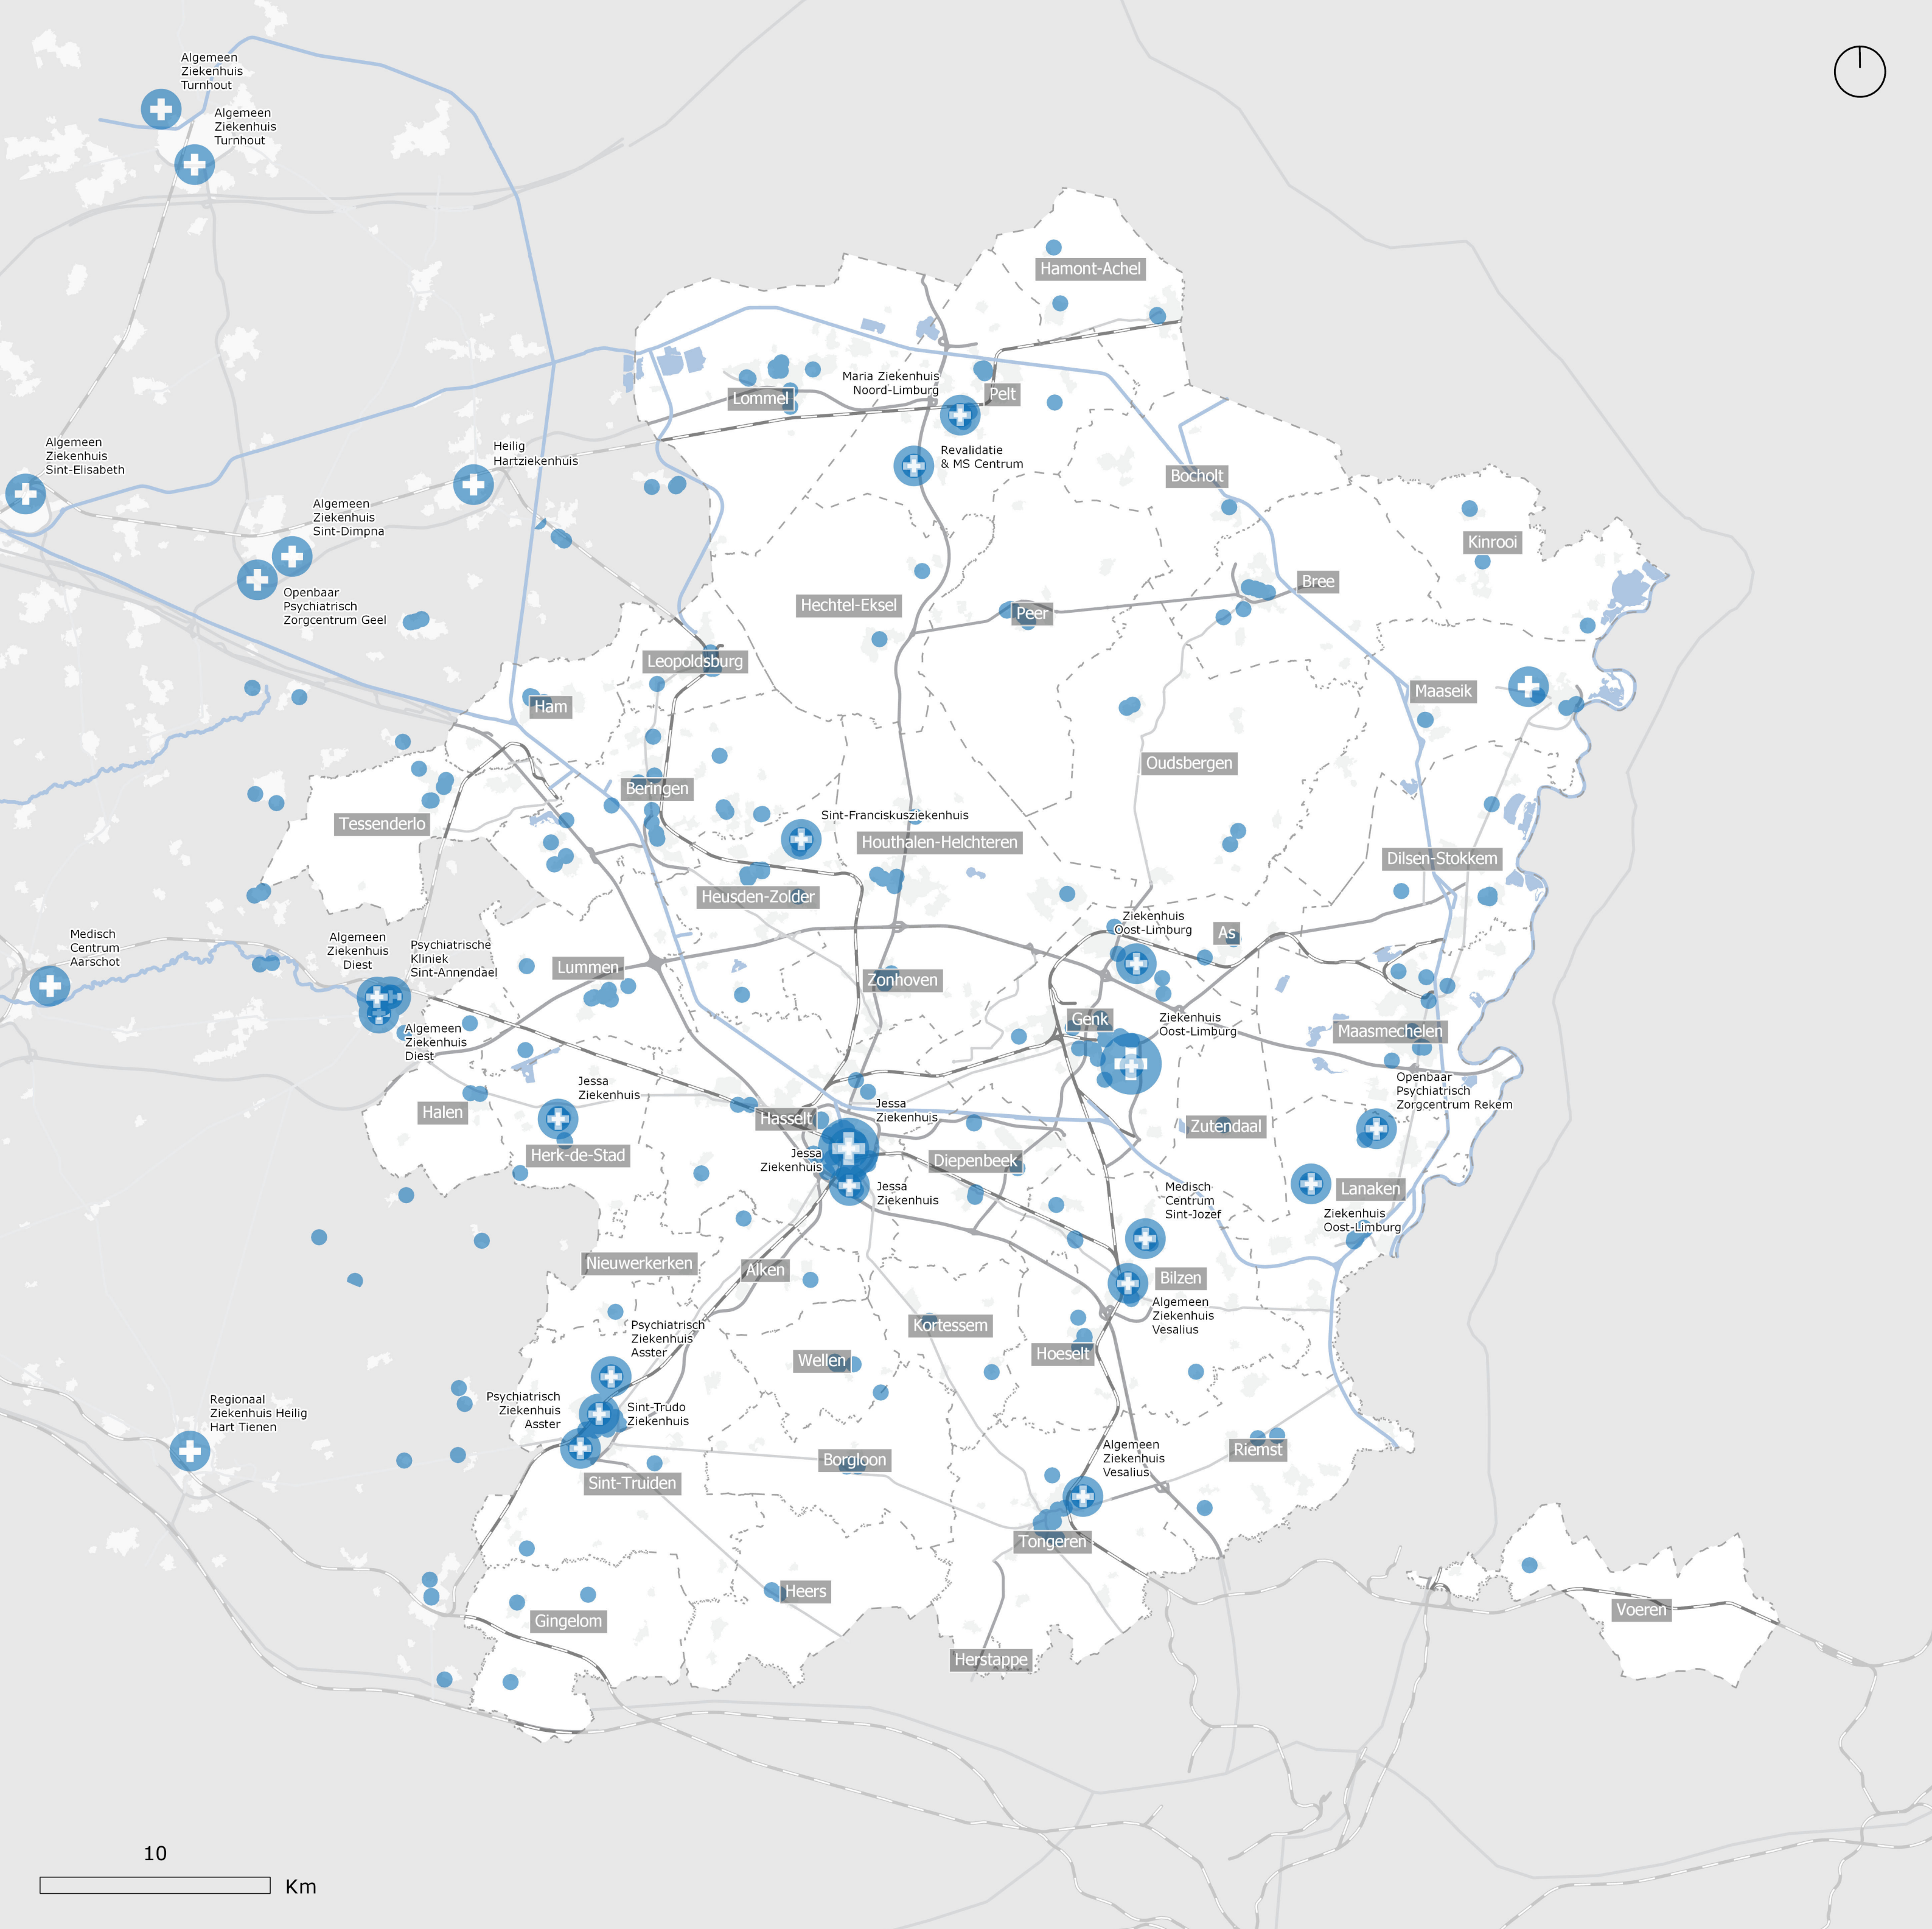 Algemeen
Ziekenhuis
Turnhout
Algemeen
Ziekenhuis
Turnhout
Hamont-Achel
Maria Ziekenhuis
Noord-Limburg
Pelt
Lommel
Algemeen
Ziekenhuis
Sint-Elisabeth
Heilig
Hartziekenhuis
Revalidatie
& MS Centrum
Bocholt
Algemeen
Ziekenhuis
Sint-Dimpna
Kinrooi
Openbaar
Psychiatrisch
Zorgcentrum Geel
Bree
Hechtel-Eksel
Peer
Leopoldsburg
Maaseik
Ham
Oudsbergen
Beringen
Tessenderlo
Sint-Franciskusziekenhuis
Houthalen-Helchteren
Dilsen-Stokkem
Heusden-Zolder
Medisch
Centrum
Aarschot
Algemeen
Ziekenhuis
Diest
Psychiatrische
Kliniek
Sint-Annendael
Ziekenhuis
Oost-Limburg
As
Lummen
Zonhoven
Algemeen
Ziekenhuis
Diest
Genk
Ziekenhuis
Oost-Limburg
Maasmechelen
Openbaar
Psychiatrisch
Zorgcentrum Rekem
Jessa
Ziekenhuis
Halen
Jessa
Ziekenhuis
Hasselt
Zutendaal
Herk-de-Stad
Jessa
Ziekenhuis
Diepenbeek
Jessa
Ziekenhuis
Medisch
Centrum
Sint-Jozef
Lanaken
Ziekenhuis
Oost-Limburg
Nieuwerkerken
Alken
Bilzen
Algemeen
Ziekenhuis
Vesalius
Kortessem
Psychiatrisch
Ziekenhuis
Asster
Wellen
Hoeselt
Psychiatrisch
Ziekenhuis
Asster
Sint-Trudo
Ziekenhuis
Regionaal
Ziekenhuis Heilig
Hart Tienen
Riemst
Borgloon
Algemeen
Ziekenhuis
Vesalius
Sint-Truiden
Tongeren
Heers
Gingelom
Voeren
Herstappe
10
Km